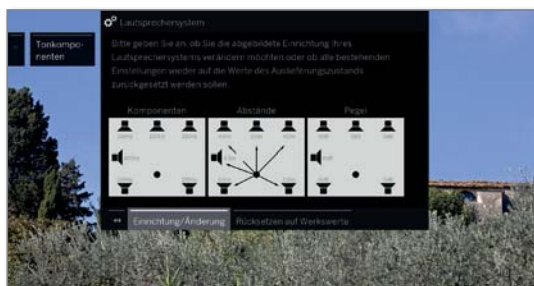 Lautsprechersystem
Tonkompo-
nenten
Bitte geben Sie an, ob Sie die abgebildete Einrichtung Ihres
Lautsprechersystems verändern möchten oder ob alle bestehenden
Einstellungen wieder auf die Werte des Auslieferungszustands
zurückgesetzt werden sollen.
Komponenten Abstände Pegel
Einrichtung/Änderung Rücksetzen auf Werkswerte